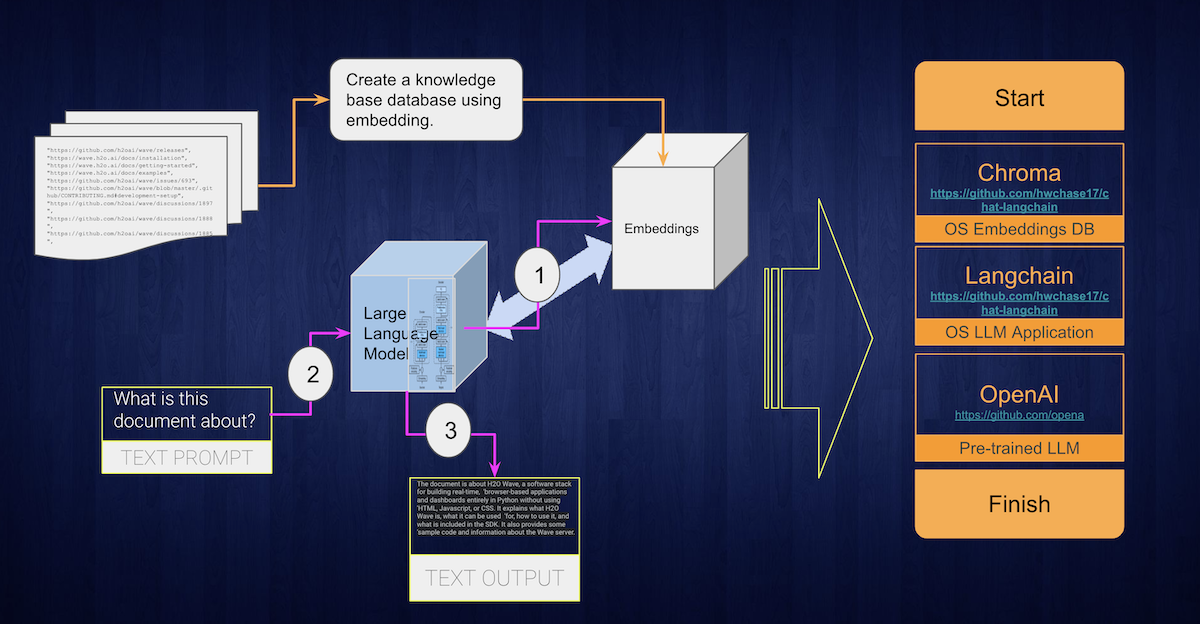 Create a knowledge
base database using
embedding.
"https://github.com/h2oai/wave/releases",
"https://wave.h2o.ai/docs/installation",
"https://wave.h2o.ai/docs/getting-started",
"https://wave.h2o.ai/docs/examples",
"https://github.com/h2oai/wave/issues/693",
"https://github.com/h2oai/wave/blob/master/.git
hub/CONTRIBUTING.md#development-setup",
"https://github.com/h2oai/wave/discussions/1897
",
"https://github.com/h2oai/wave/discussions/1888
",
"https://github.com/h2oai/wave/discussions/1885
",
Embeddings
1
Large
Language
Model
2
What is this
document about?
TEXT PROMPT
3
The document is about H2O Wave, a software stack
for building real-time, 'browser-based applications
and dashboards entirely in Python without using
'HTML, Javascript, or CSS. It explains what H2O
Wave is, what it can be used 'for, how to use it, and
what is included in the SDK. It also provides some
'sample code and information about the Wave server.
TEXT OUTPUT
Start
Chroma
https://github.com/hwchase17/c
hat-langchain
OS Embeddings DB
Langchain
https://github.com/hwchase17/c
hat-langchain
OS LLM Application
OpenAI
https://github.com/opena
Pre-trained LLM
Finish